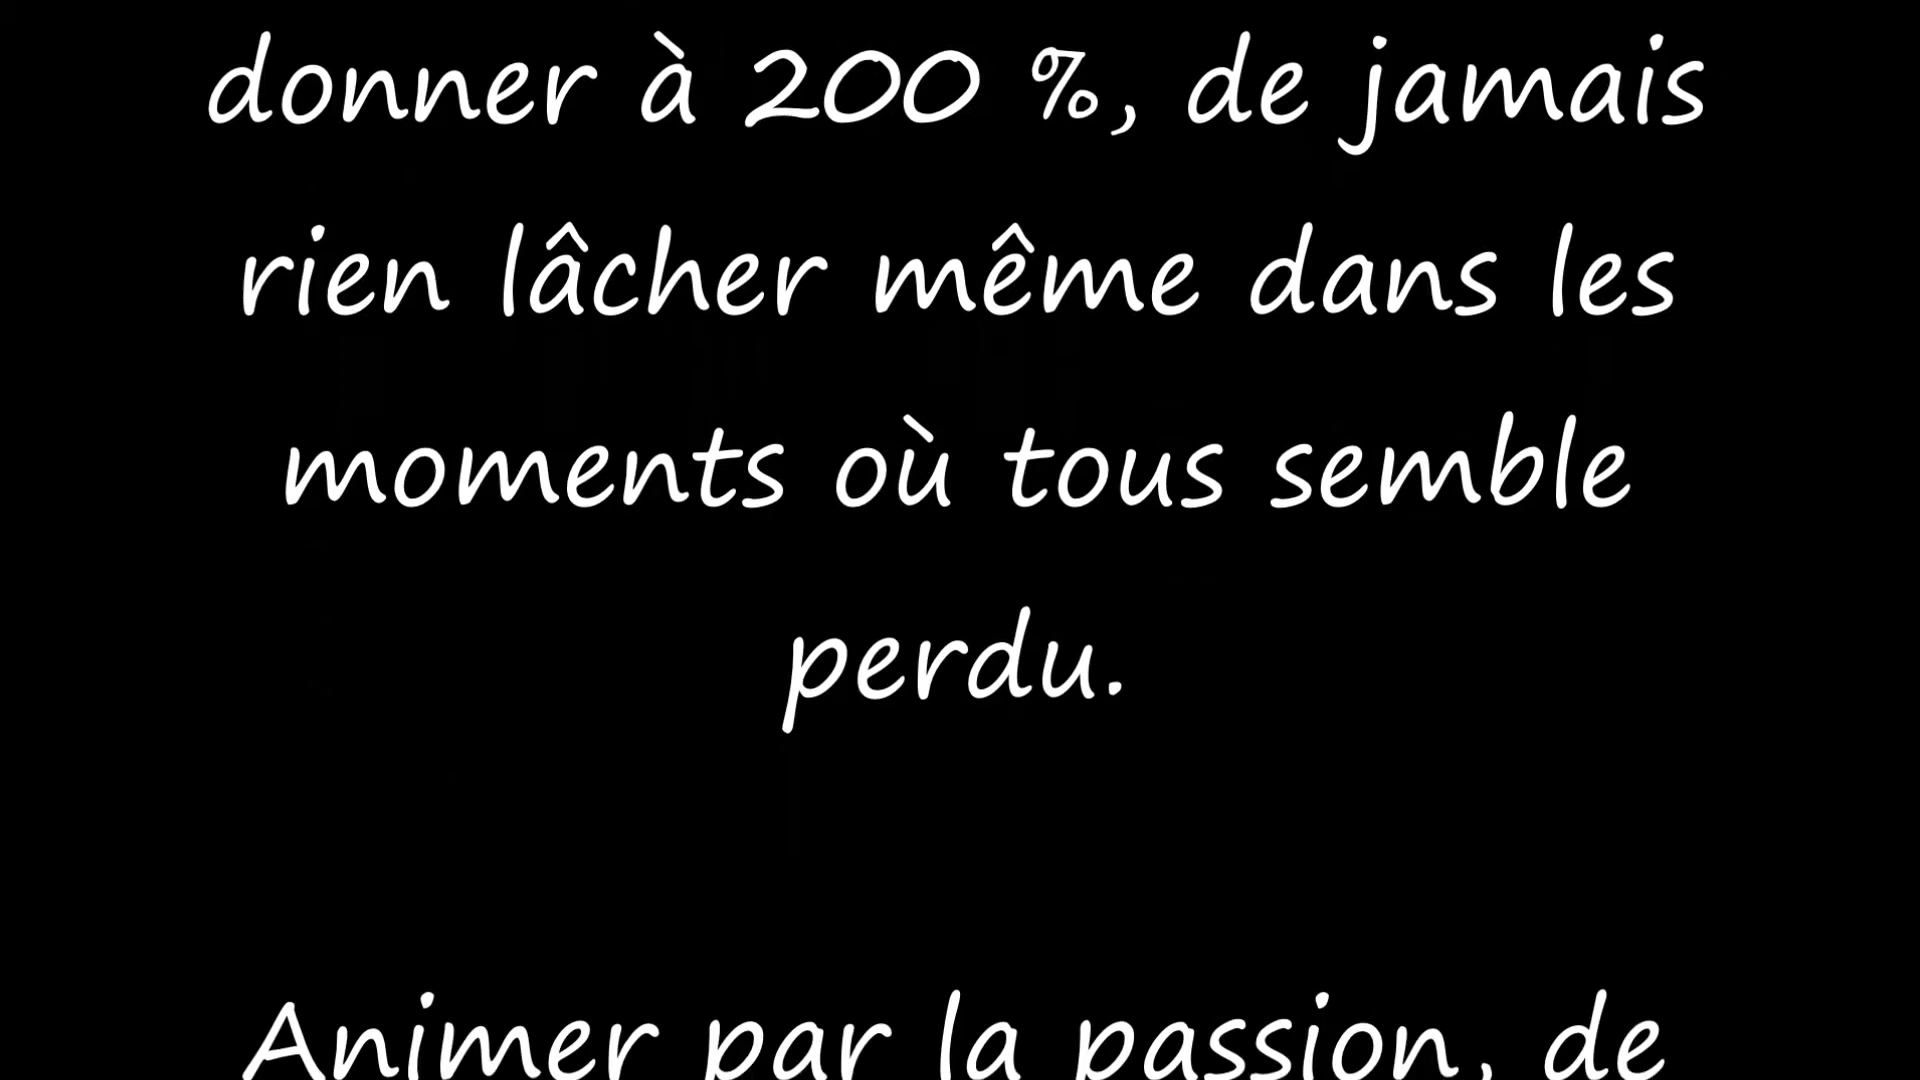 donner à 200 %, de jamais
rien lâcher même dans les
moments où tous semble
perdu.
Animer par la passion, de